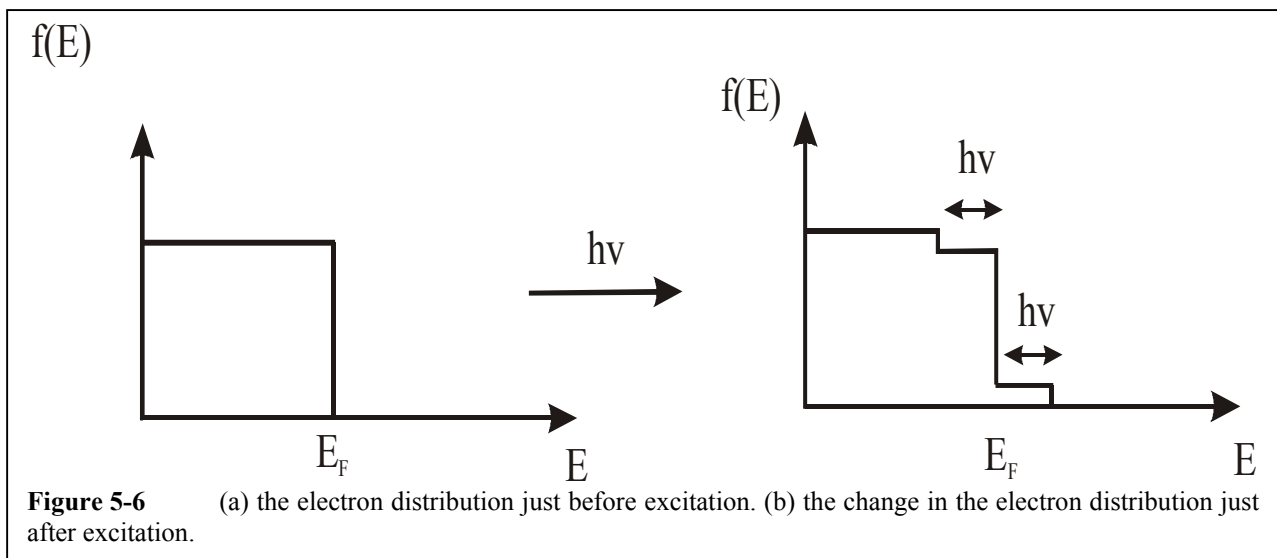 f(E)
E_F
E
hv
f(E)
hv
hv
E_F
E
Figure 5-6 (a) the electron distribution just before excitation. (b) the change in the electron distribution just
after excitation.